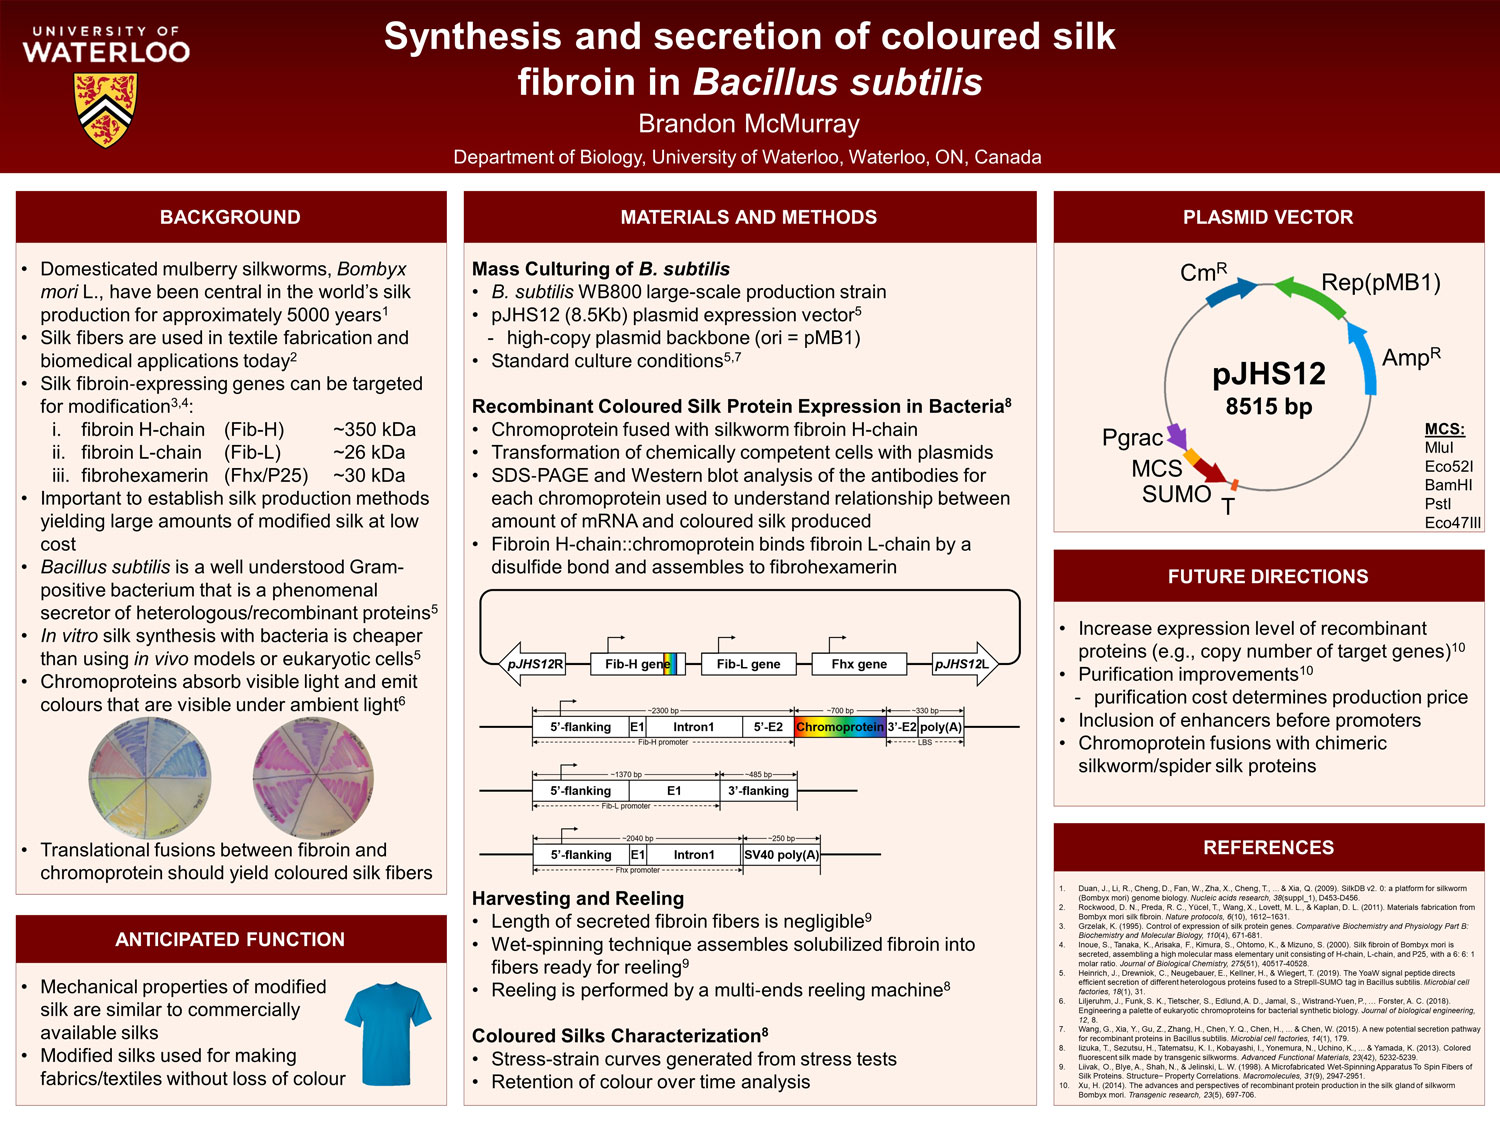 UNIVERSITY OF
WATERLOO
Synthesis and secretion of coloured silk
fibroin in Bacillus subtilis
Brandon McMurray
Department of Biology, University of Waterloo, Waterloo, ON, Canada
BACKGROUND
• Domesticated mulberry silkworms, Bombyx
mori L., have been central in the world's silk
production for approximately 5000 years1
• Silk fibers are used in textile fabrication and
biomedical applications today2
• Silk fibroin-expressing genes can be targeted
for modification3,4:
i. fibroin H-chain (Fib-H) ~350 kDa
ii. fibroin L-chain (Fib-L) ~26 kDa
iii. fibrohexamerin (Fhx/P25) ~30 kDa
• Important to establish silk production methods
yielding large amounts of modified silk at low
cost
• Bacillus subtilis is a well understood Gram-
positive bacterium that is a phenomenal
secretor of heterologous/recombinant proteins5
• In vitro silk synthesis with bacteria is cheaper
than using in vivo models or eukaryotic cells5
• Chromoproteins absorb visible light and emit
colours that are visible under ambient light6
• Translational fusions between fibroin and
chromoprotein should yield coloured silk fibers
ANTICIPATED FUNCTION
• Mechanical properties of modified
silk are similar to commercially
available silks
• Modified silks used for making
fabrics/textiles without loss of colour
MATERIALS AND METHODS
Mass Culturing of B. subtilis
• B. subtilis WB800 large-scale production strain
• pJHS12 (8.5Kb) plasmid expression vector5
- high-copy plasmid backbone (ori = pMB1)
• Standard culture conditions5,7
Recombinant Coloured Silk Protein Expression in Bacteria8
• Chromoprotein fused with silkworm fibroin H-chain
• Transformation of chemically competent cells with plasmids
• SDS-PAGE and Western blot analysis of the antibodies for
each chromoprotein used to understand relationship between
amount of mRNA and coloured silk produced
• Fibroin H-chain::chromoprotein binds fibroin L-chain by a
disulfide bond and assembles to fibrohexamerin
pJHS12R Fib-H gene Fib-L gene Fhx gene pJHS12L
~2300 bp ~700 bp ~330 bp
5'-flanking E1 Intron1 5'-E2 Chromoprotein 3'-E2 poly(A)
Fib-H promoter LBS
~1370 bp ~485 bp
5'-flanking E1 3'-flanking
Fib-L promoter
~2040 bp ~250 bp
5'-flanking E1 Intron1 SV40 poly(A)
Fhx promoter
Harvesting and Reeling
• Length of secreted fibroin fibers is negligible9
• Wet-spinning technique assembles solubilized fibroin into
fibers ready for reeling9
• Reeling is performed by a multi-ends reeling machine8
Coloured Silks Characterization8
• Stress-strain curves generated from stress tests
• Retention of colour over time analysis
PLASMID VECTOR
CmR
Rep(pMB1)
AmpR
pJHS12
8515 bp
Pgrac
MCS
SUMO
T
MCS:
MluI
Eco52I
BamHI
PstI
Eco47III
FUTURE DIRECTIONS
• Increase expression level of recombinant
proteins (e.g., copy number of target genes)10
• Purification improvements10
- purification cost determines production price
• Inclusion of enhancers before promoters
• Chromoprotein fusions with chimeric
silkworm/spider silk proteins
REFERENCES
1. Duan, J., Li, R., Cheng, D., Fan, W., Zha, X., Cheng, T., ... & Xia, Q. (2009). SilkDB v2. 0: a platform for silkworm
(Bombyx mori) genome biology. Nucleic acids research, 38(suppl_1), D453-D456.
2. Rockwood, D. N., Preda, R. C., Yücel, T., Wang, X., Lovett, M. L., & Kaplan, D. L. (2011). Materials fabrication from
Bombyx mori silk fibroin. Nature protocols, 6(10), 1612–1631.
3. Grzelak, K. (1995). Control of expression of silk protein genes. Comparative Biochemistry and Physiology Part B:
Biochemistry and Molecular Biology, 110(4), 671-681.
4. Inoue, S., Tanaka, K., Arisaka, F., Kimura, S., Ohtomo, K., & Mizuno, S. (2000). Silk fibroin of Bombyx mori is
secreted, assembling a high molecular mass elementary unit consisting of H-chain, L-chain, and P25, with a 6: 6: 1
molar ratio. Journal of Biological Chemistry, 275(51), 40517-40528.
5. Heinrich, J., Drewniok, C., Neugebauer, E., Kellner, H., & Wiegert, T. (2019). The YoaW signal peptide directs
efficient secretion of different heterologous proteins fused to a StrepII-SUMO tag in Bacillus subtilis. Microbial cell
factories, 18(1), 31.
6. Liljeruhm, J., Funk, S. K., Tietscher, S., Edlund, A. D., Jamal, S., Wistrand-Yuen, P., ... Forster, A. C. (2018).
Engineering a palette of eukaryotic chromoproteins for bacterial synthetic biology. Journal of biological engineering,
12, 8.
7. Wang, G., Xia, Y., Gu, Z., Zhang, H., Chen, Y. Q., Chen, H., ... & Chen, W. (2015). A new potential secretion pathway
for recombinant proteins in Bacillus subtilis. Microbial cell factories, 14(1), 179.
8. Iizuka, T., Sezutsu, H., Tatematsu, K. I., Kobayashi, I., Yonemura, N., Uchino, K., ... & Yamada, K. (2013). Colored
fluorescent silk made by transgenic silkworms. Advanced Functional Materials, 23(42), 5232-5239.
9. Liivak, O., Blye, A., Shah, N., & Jelinski, L. W. (1998). A Microfabricated Wet-Spinning Apparatus To Spin Fibers of
Silk Proteins. Structure– Property Correlations. Macromolecules, 31(9), 2947-2951.
10. Xu, H. (2014). The advances and perspectives of recombinant protein production in the silk gland of silkworm
Bombyx mori. Transgenic research, 23(5), 697-706.